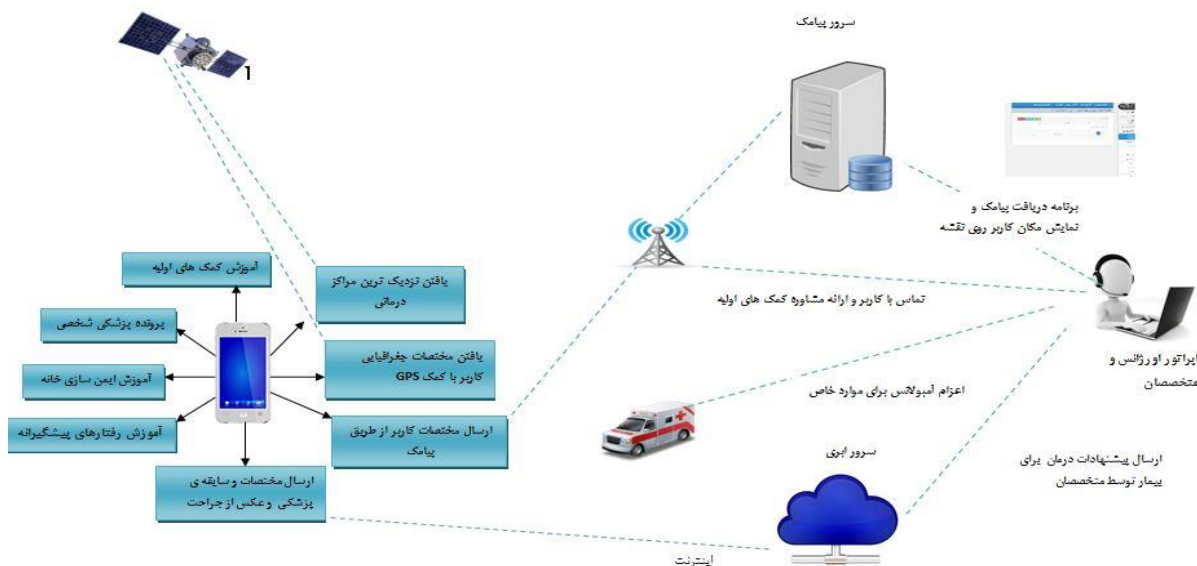 سرور پیامک
1
برنامه دریافت پیامک و
نمایش مکان کاربر روی نقشه
آموزش کمک های اولیه
یافتن نزدیک ترین مراکز
درمانی
تماس با کاربر و ارائه مشاوره کمک های اولیه
پرونده پزشکی شخصی
یافتن مختصات جغرافیایی
کاربر با کمک GPS
اپراتور اورژانس و
متخصصان
آموزش ایمن سازی خانه
اعزام آمبولانس برای موارد خاص
آموزش رفتارهای پیشگیرانه
ارسال مختصات کاربر از طریق
پیامک
سرور ابری
ارسال پیشنهادات درمان برای
بیمار توسط متخصصان
ارسال مختصات و سابقه ی
پزشکی و عکس از جراحت
اینترنت